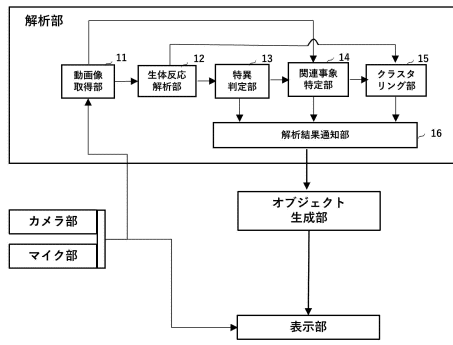 解析部
11
動画像
取得部
12
生体反応
解析部
13
特異
判定部
14
関連事象
特定部
15
クラスタ
リング部
解析結果通知部
16
オブジェクト
生成部
カメラ部
マイク部
表示部